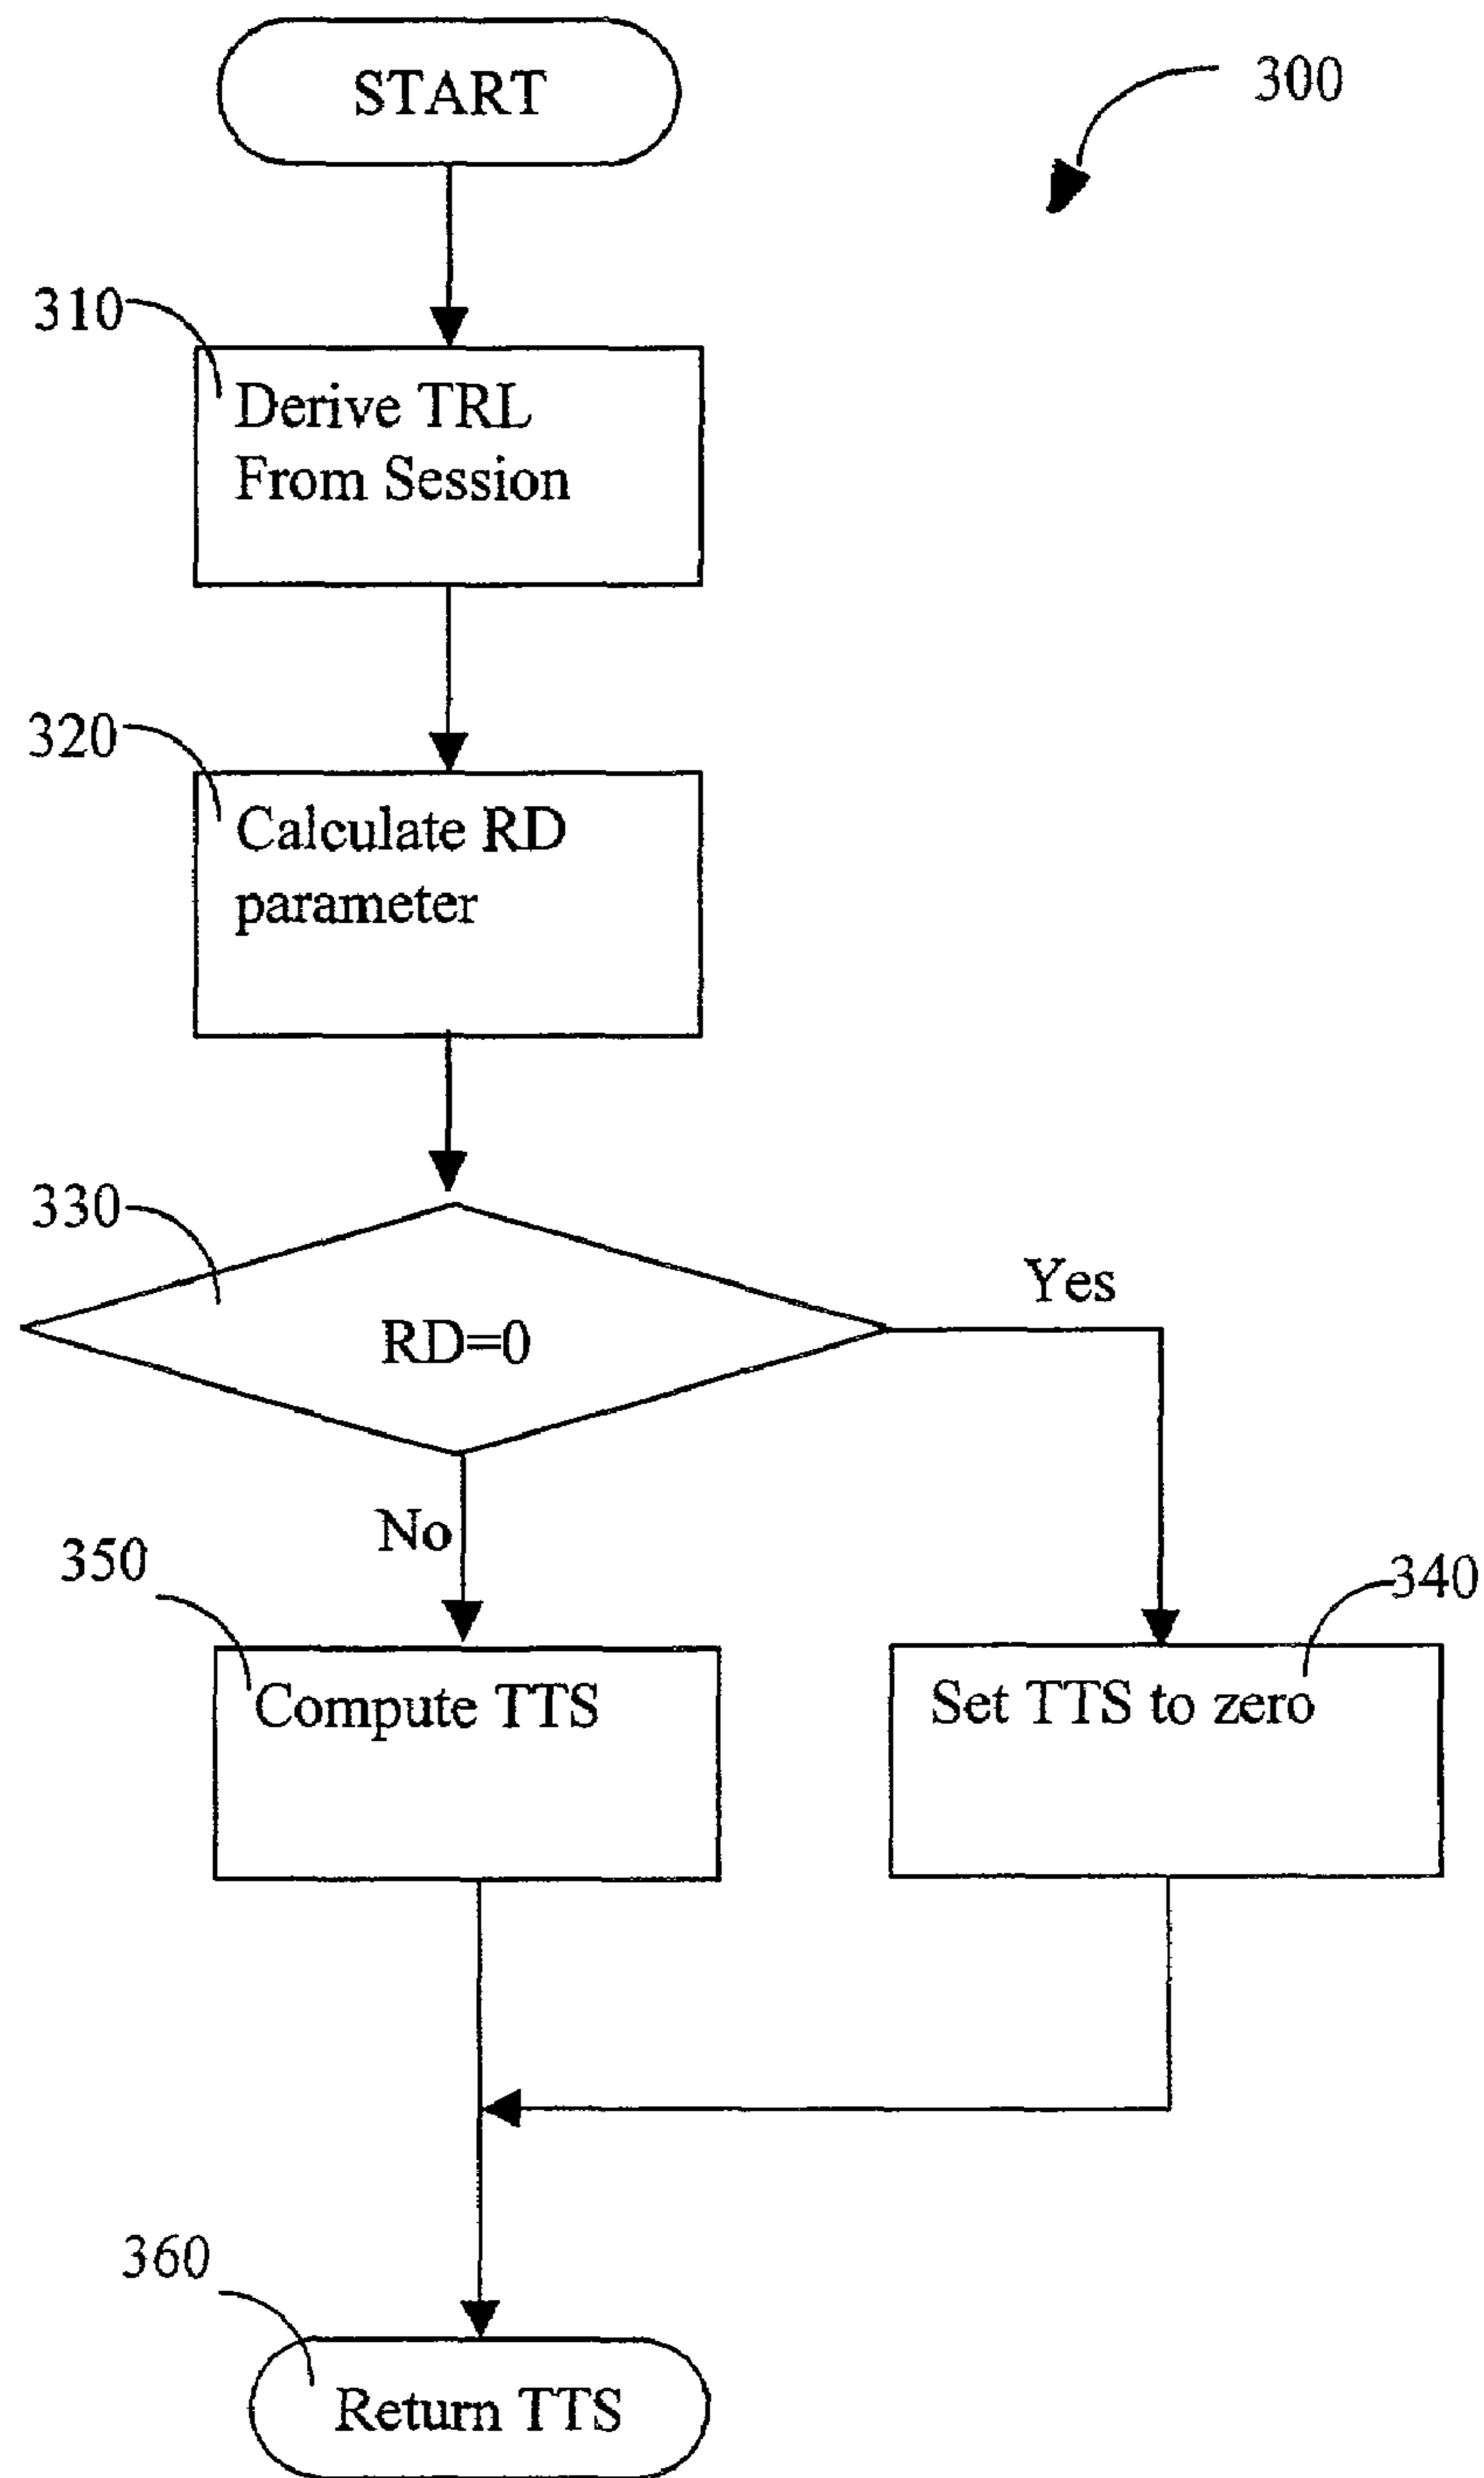 START
300
310
Derive TRL
From Session
320
Calculate RD
parameter
330
RD=0
Yes
No
350
Compute TTS
340
Set TTS to zero
360
Return TTS